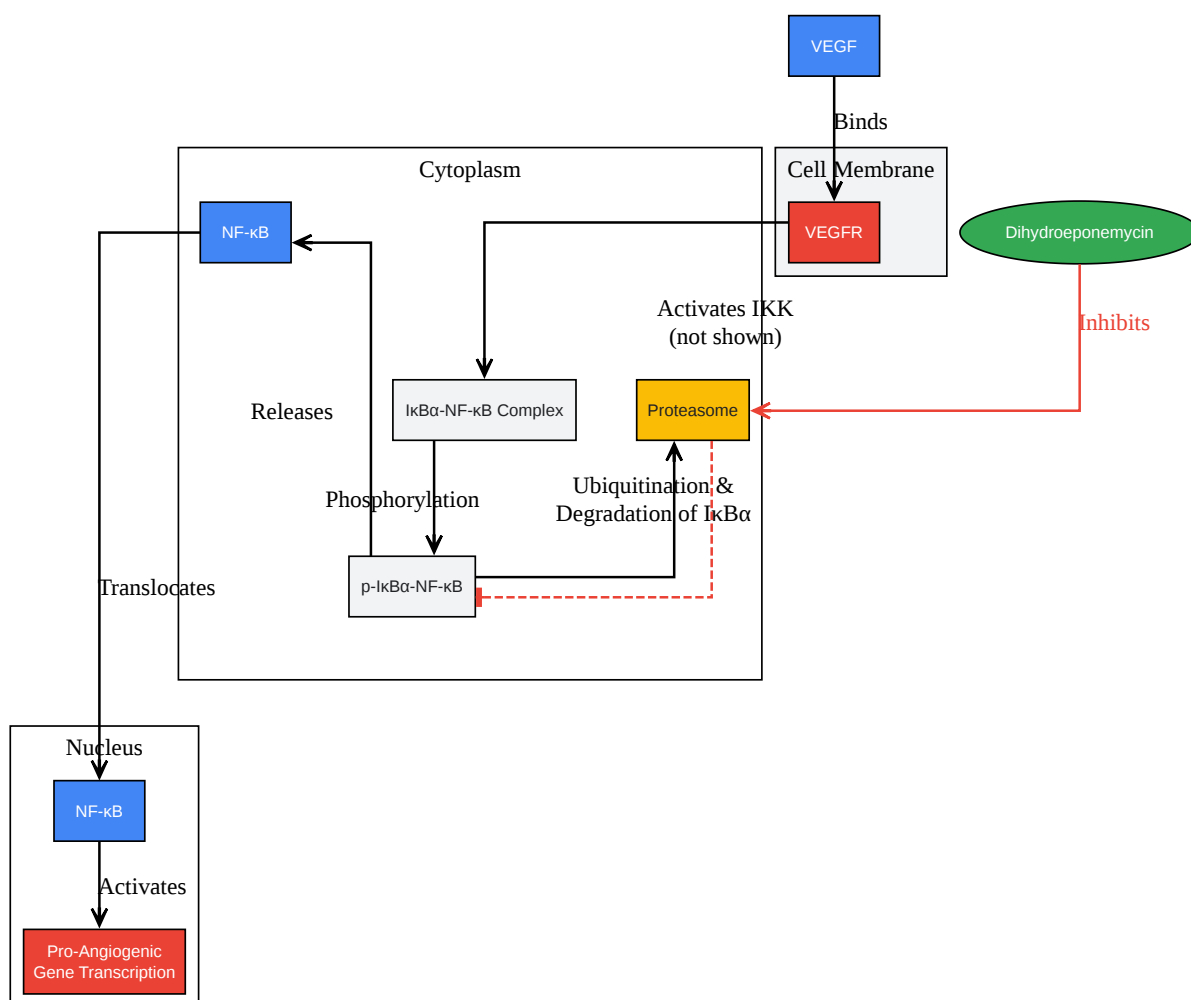 VEGF
Binds
Cytoplasm
Cell Membrane
NF-κB
VEGFR
Dihydroeponemycin
Activates IKK
(not shown)
Inhibits
Releases
IκBα-NF-κB Complex
Proteasome
Phosphorylation
Ubiquitination &
Degradation of IκBα
p-IκBα-NF-κB
Translocates
Nucleus
NF-κB
Activates
Pro-Angiogenic
Gene Transcription